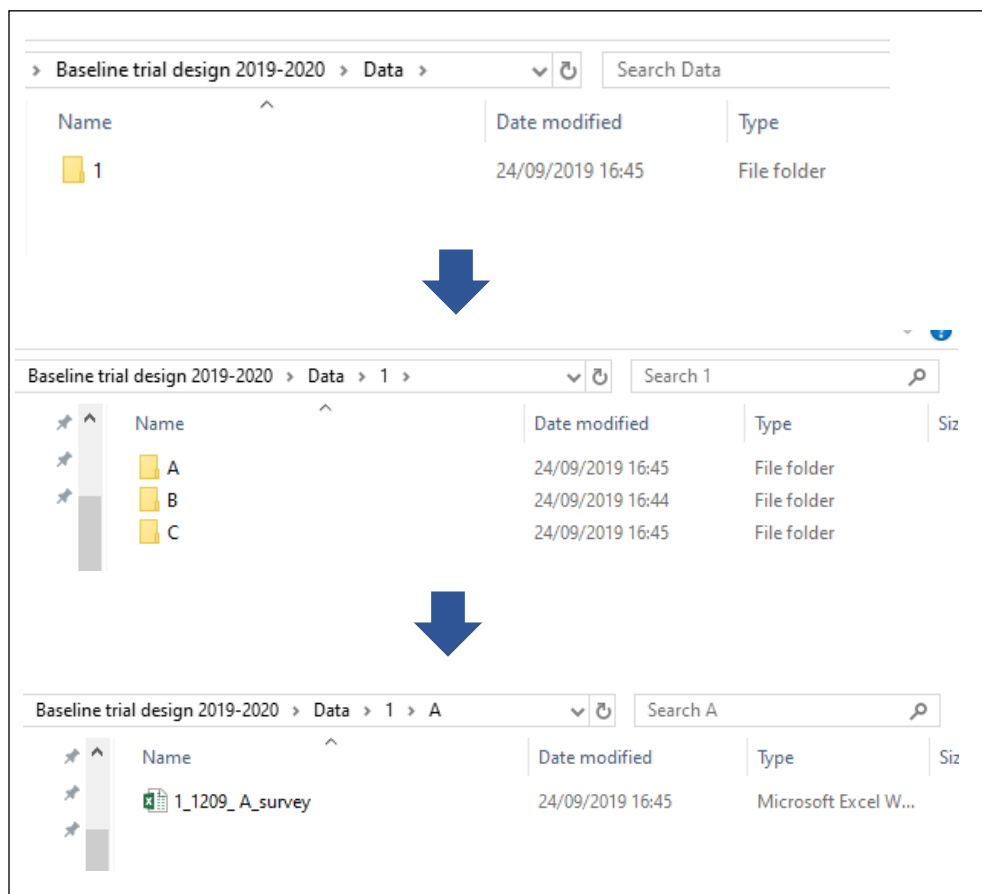 > Baseline trial design 2019-2020 > Data > Search Data
Name Date modified Type
1 24/09/2019 16:45 File folder
Baseline trial design 2019-2020 > Data > 1 > Search 1
Name Date modified Type Siz
A 24/09/2019 16:45 File folder
B 24/09/2019 16:44 File folder
C 24/09/2019 16:45 File folder
Baseline trial design 2019-2020 > Data > 1 > A Search A
Name Date modified Type Siz
1_1209_ A_survey 24/09/2019 16:45 Microsoft Excel W...